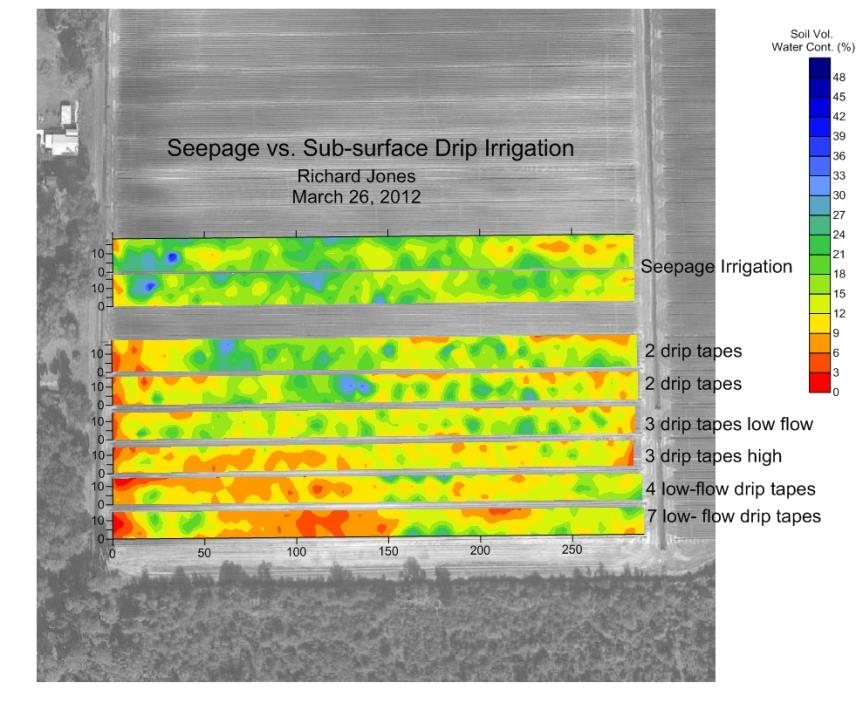 Soil Vol.
Water Cont. (%)
48
45
42
39
36
33
30
27
24
21
18
15
12
9
6
3
0
Seepage vs. Sub-surface Drip Irrigation
Richard Jones
March 26, 2012
10
0
Seepage Irrigation
10
0
10
0
2 drip tapes
10
0
2 drip tapes
10
0
3 drip tapes low flow
10
0
3 drip tapes high
10
0
4 low-flow drip tapes
10
0
7 low- flow drip tapes
0 50 100 150 200 250